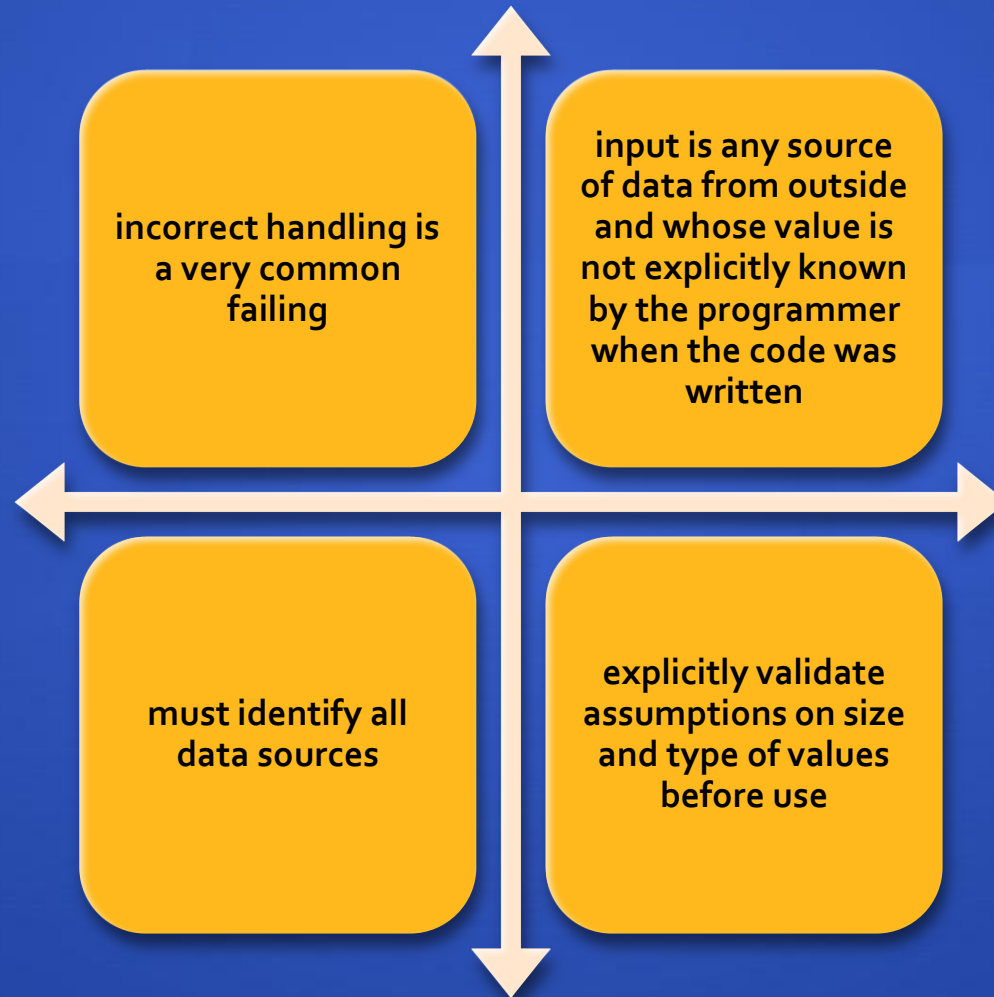 incorrect handling is
a very common
failing
input is any source
of data from outside
and whose value is
not explicitly known
by the programmer
when the code was
written
must identify all
data sources
explicitly validate
assumptions on size
and type of values
before use